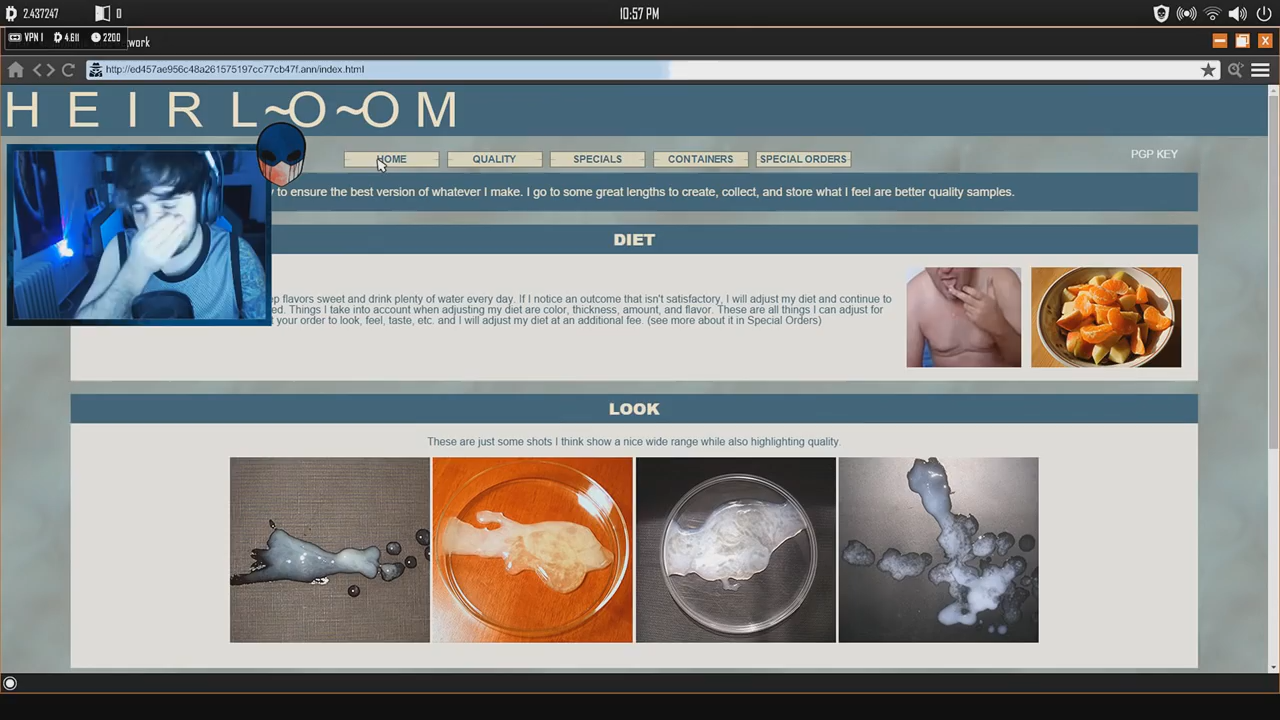 2.437247
0
10:57 PM
VPN 1
4.611
2200
twork
http://ed457ae956c48a261575197cc77cb47f.ann/index.html
HEIRL~O~OM
HOME
QUALITY
SPECIALS
CONTAINERS
SPECIAL ORDERS
PGP KEY
to ensure the best version of whatever I make. I go to some great lengths to create, collect, and store what I feel are better quality samples.
DIET
flavors sweet and drink plenty of water every day. If I notice an outcome that isn't satisfactory, I will adjust my diet and continue to
Things I take into account when adjusting my diet are color, thickness, amount, and flavor. These are all things I can adjust for
your order to look, feel, taste, etc. and I will adjust my diet at an additional fee. (see more about it in Special Orders)
LOOK
These are just some shots I think show a nice wide range while also highlighting quality.